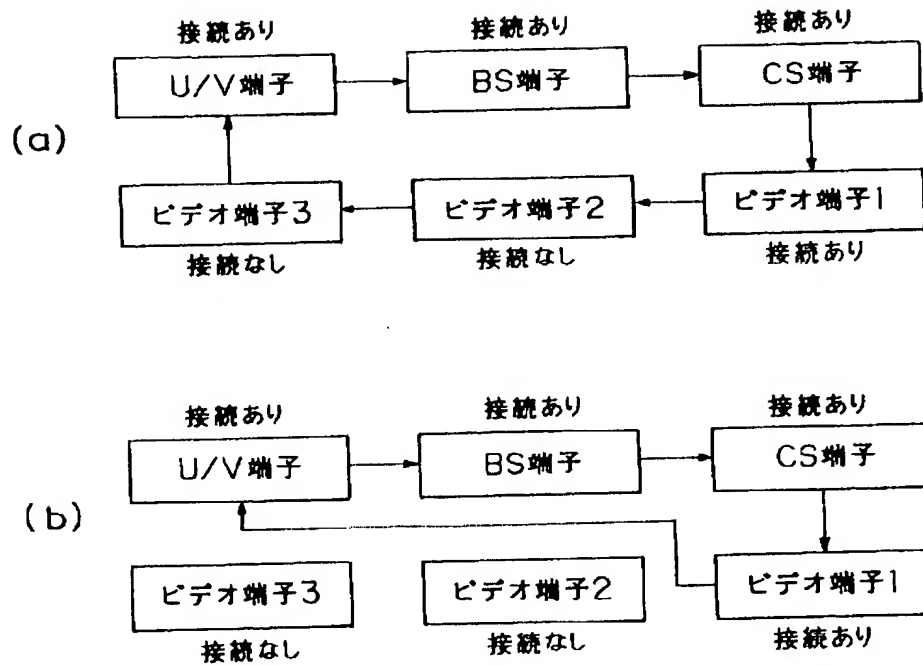 接続あり 接続あり 接続あり
U/V端子 BS端子 CS端子
(a)
ビデオ端子3 ビデオ端子2 ビデオ端子1
接続なし 接続なし 接続あり
接続あり 接続あり 接続あり
U/V端子 BS端子 CS端子
(b)
ビデオ端子3 ビデオ端子2 ビデオ端子1
接続なし 接続なし 接続あり